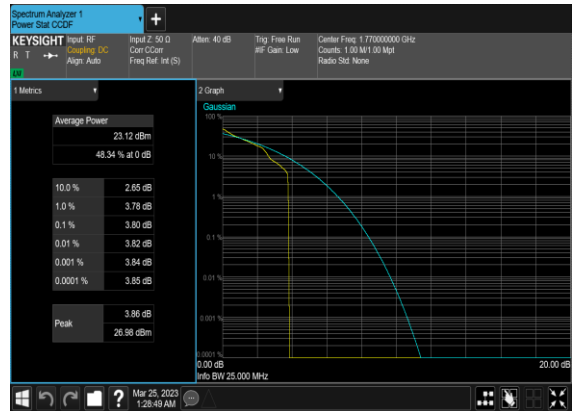 Spectrum Analyzer 1
Power Stat CCDF
KEYSIGHT Input: RF Input Z: 50 Ω Atten: 40 dB Trig: Free Run Center Freq: 1.770000000 GHz
R T Coupling: DC Corr CCorr #IF Gain: Low Counts: 1.00 M/1.00 Mpt
Align: Auto Freq Ref: Int (S) Radio Std: None
LV
1 Metrics
2 Graph
Average Power
23.12 dBm
48.34 % at 0 dB
10.0 % 2.65 dB
1.0 % 3.78 dB
0.1 % 3.80 dB
0.01 % 3.82 dB
0.001 % 3.84 dB
0.0001 % 3.85 dB
Peak
3.86 dB
26.98 dBm
Gaussian
100 %
10 %
1 %
0.1 %
0.01 %
0.001 %
0.0001 %
0.00 dB 20.00 dB
Info BW 25.000 MHz
? Mar 25, 2023
1:28:49 AM